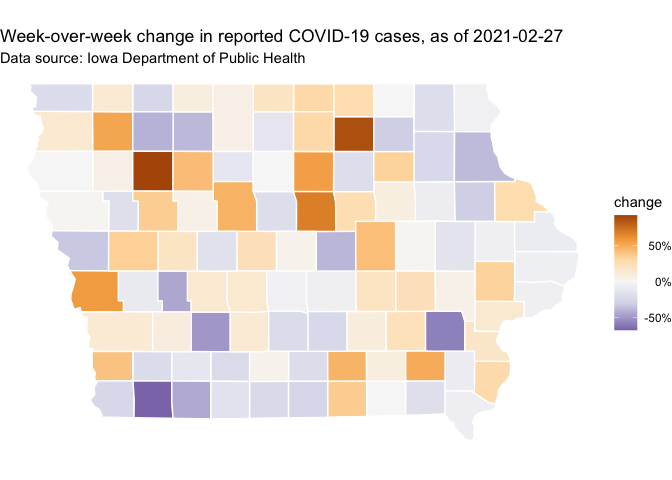 Week-over-week change in reported COVID-19 cases, as of 2021-02-27
Data source: Iowa Department of Public Health
change
50%
0%
-50%